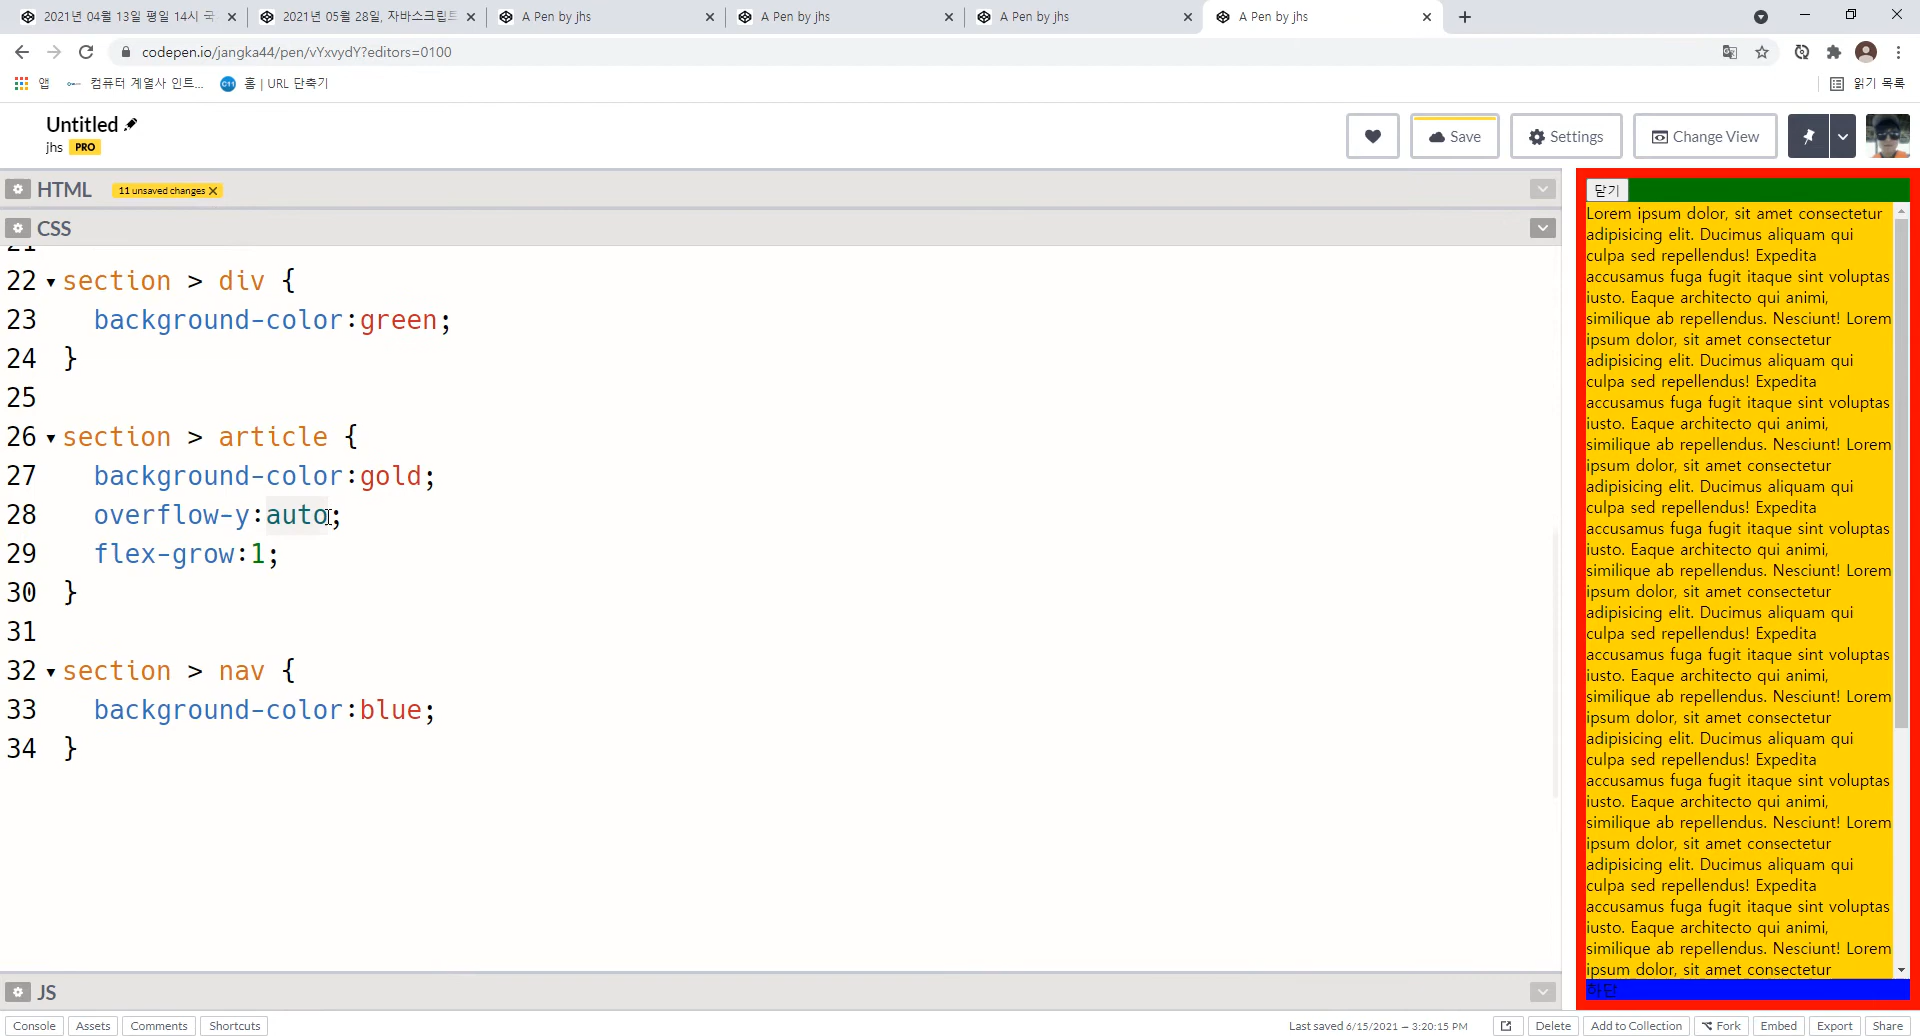 2021년 04월 13일 평일 14시 국
2021년 05월 28일, 자바스크립트
A Pen by jhs
A Pen by jhs
A Pen by jhs
A Pen by jhs
codepen.io/jangka44/pen/vYxvydY?editors=0100
앱
컴퓨터 계열사 인트...
홈 | URL 단축기
읽기 목록
Untitled
jhs PRO
Save
Settings
Change View
HTML
11 unsaved changes X
CSS
21
22 section > div {
23 background-color:green;
24 }
25
26 section > article {
27 background-color:gold;
28 overflow-y:auto;
29 flex-grow:1;
30 }
31
32 section > nav {
33 background-color:blue;
34 }
JS
닫기
Lorem ipsum dolor, sit amet consectetur
adipisicing elit. Ducimus aliquam qui
culpa sed repellendus! Expedita
accusamus fuga fugit itaque sint voluptas
iusto. Eaque architecto qui animi,
similique ab repellendus. Nesciunt! Lorem
ipsum dolor, sit amet consectetur
adipisicing elit. Ducimus aliquam qui
culpa sed repellendus! Expedita
accusamus fuga fugit itaque sint voluptas
iusto. Eaque architecto qui animi,
similique ab repellendus. Nesciunt! Lorem
ipsum dolor, sit amet consectetur
adipisicing elit. Ducimus aliquam qui
culpa sed repellendus! Expedita
accusamus fuga fugit itaque sint voluptas
iusto. Eaque architecto qui animi,
similique ab repellendus. Nesciunt! Lorem
ipsum dolor, sit amet consectetur
adipisicing elit. Ducimus aliquam qui
culpa sed repellendus! Expedita
accusamus fuga fugit itaque sint voluptas
iusto. Eaque architecto qui animi,
similique ab repellendus. Nesciunt! Lorem
ipsum dolor, sit amet consectetur
adipisicing elit. Ducimus aliquam qui
culpa sed repellendus! Expedita
accusamus fuga fugit itaque sint voluptas
iusto. Eaque architecto qui animi,
similique ab repellendus. Nesciunt! Lorem
ipsum dolor, sit amet consectetur
adipisicing elit. Ducimus aliquam qui
culpa sed repellendus! Expedita
accusamus fuga fugit itaque sint voluptas
iusto. Eaque architecto qui animi,
similique ab repellendus. Nesciunt! Lorem
ipsum dolor, sit amet consectetur
하단
Console
Assets
Comments
Shortcuts
Last saved 6/15/2021 — 3:20:15 PM
Delete
Add to Collection
Fork
Embed
Export
Share